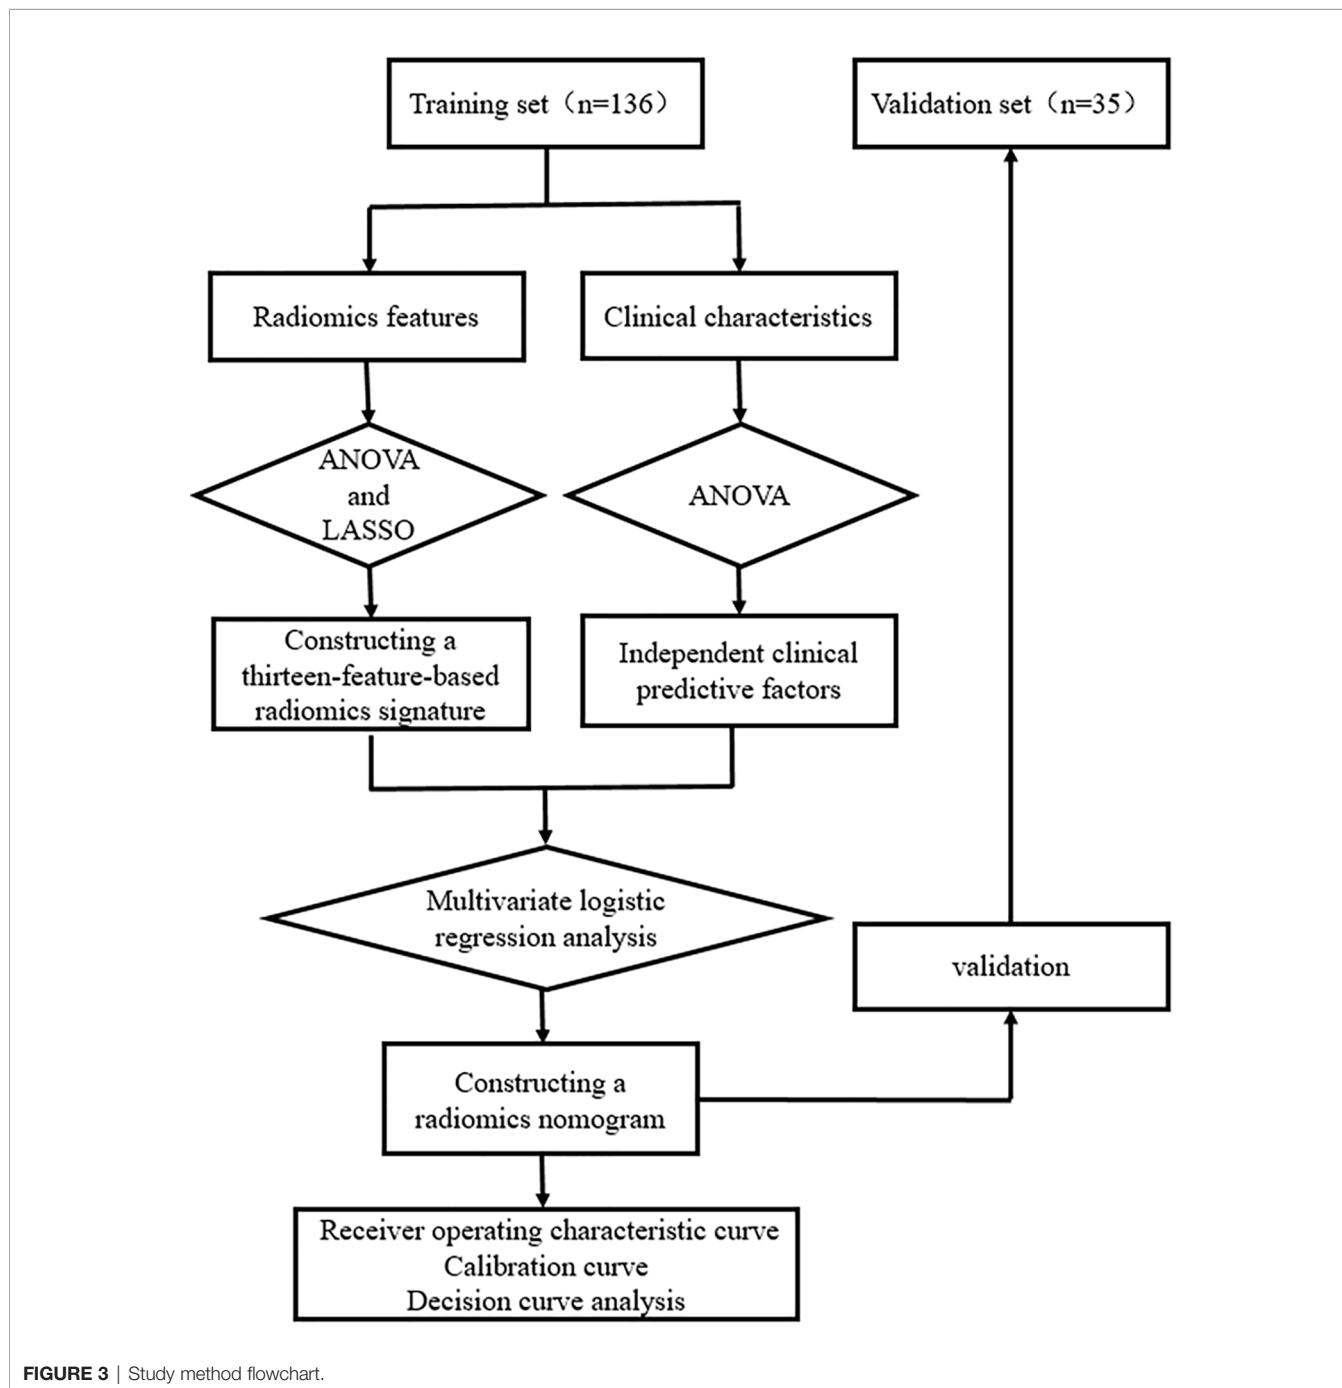 Training set（n=136）
Validation set（n=35）
Radiomics features
Clinical characteristics
ANOVA
and
LASSO
ANOVA
Constructing a
thirteen-feature-based
radiomics signature
Independent clinical
predictive factors
Multivariate logistic
regression analysis
validation
Constructing a
radiomics nomogram
Receiver operating characteristic curve
Calibration curve
Decision curve analysis
FIGURE 3 | Study method flowchart.